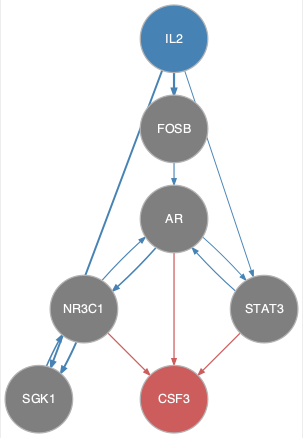 IL2
FOSB
AR
NR3C1
STAT3
SGK1
CSF3